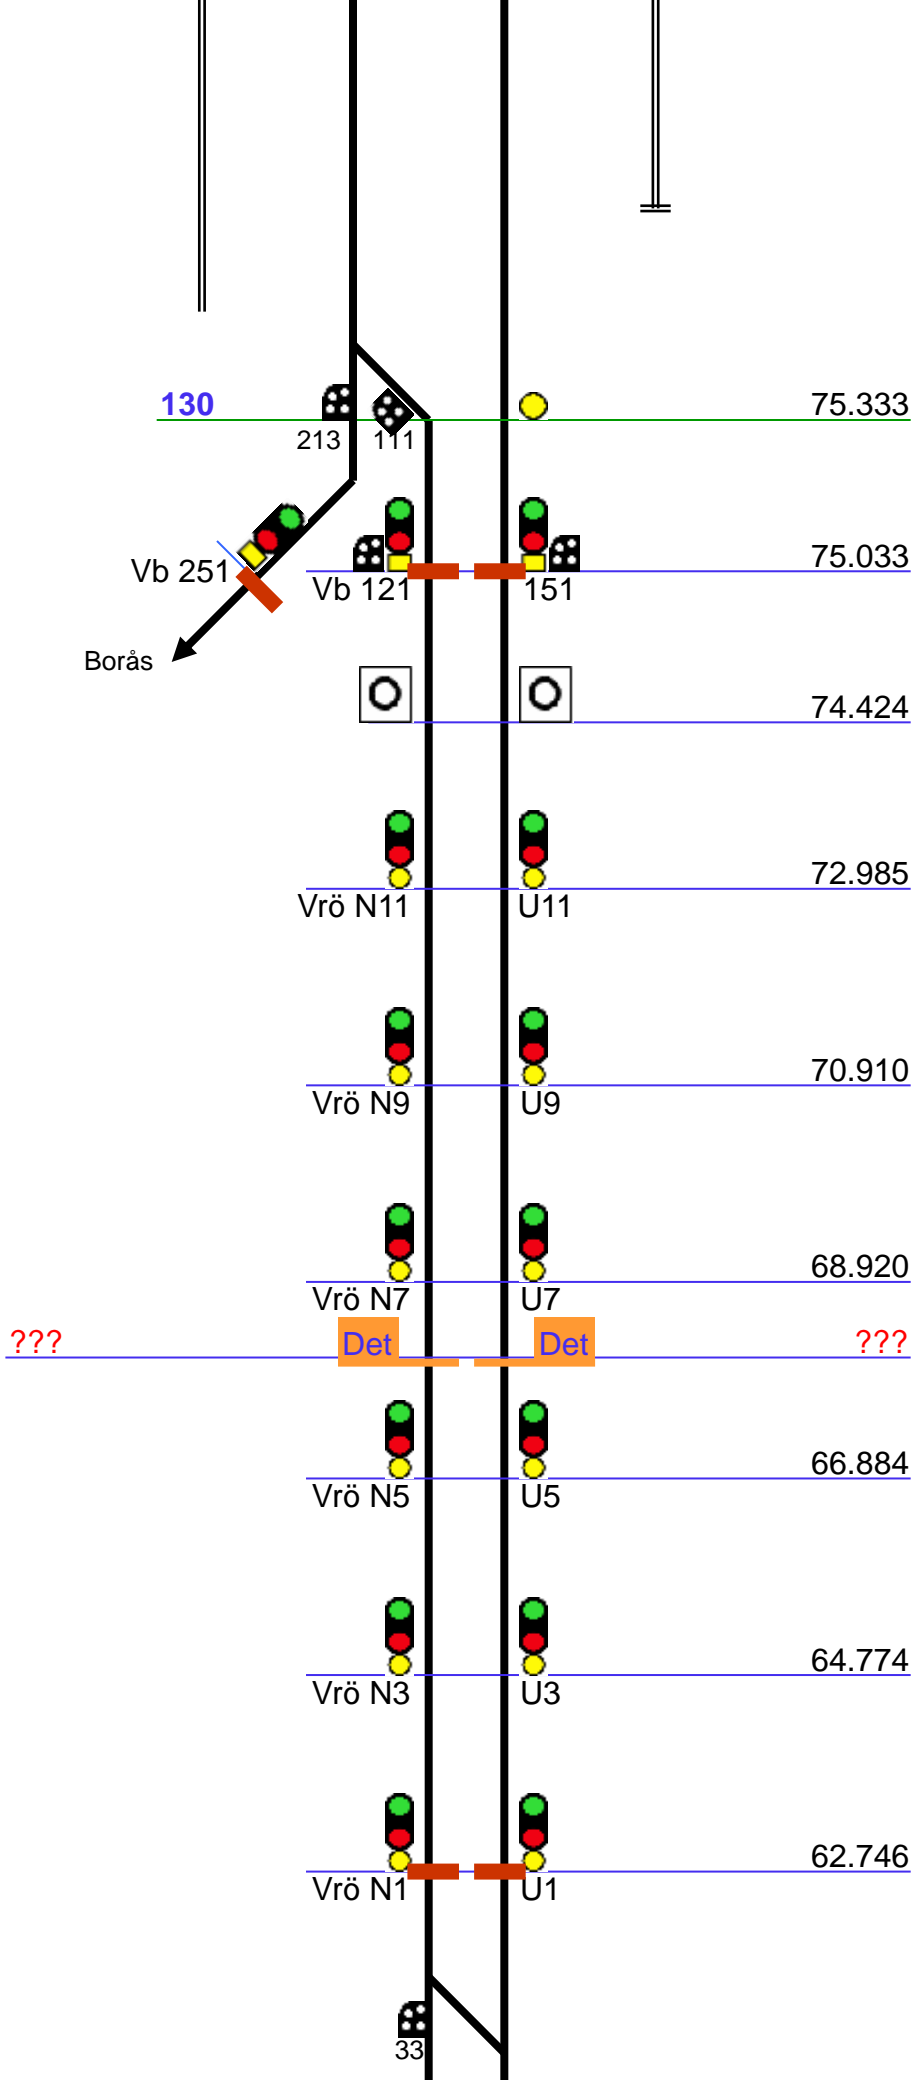 130 75.333
213 111
Vb 251 75.033
Vb 121 151
Borås
74.424
72.985
Vrö N11 U11
70.910
Vrö N9 U9
68.920
Vrö N7 U7
??? Det Det ???
66.884
Vrö N5 U5
64.774
Vrö N3 U3
62.746
Vrö N1 U1
33